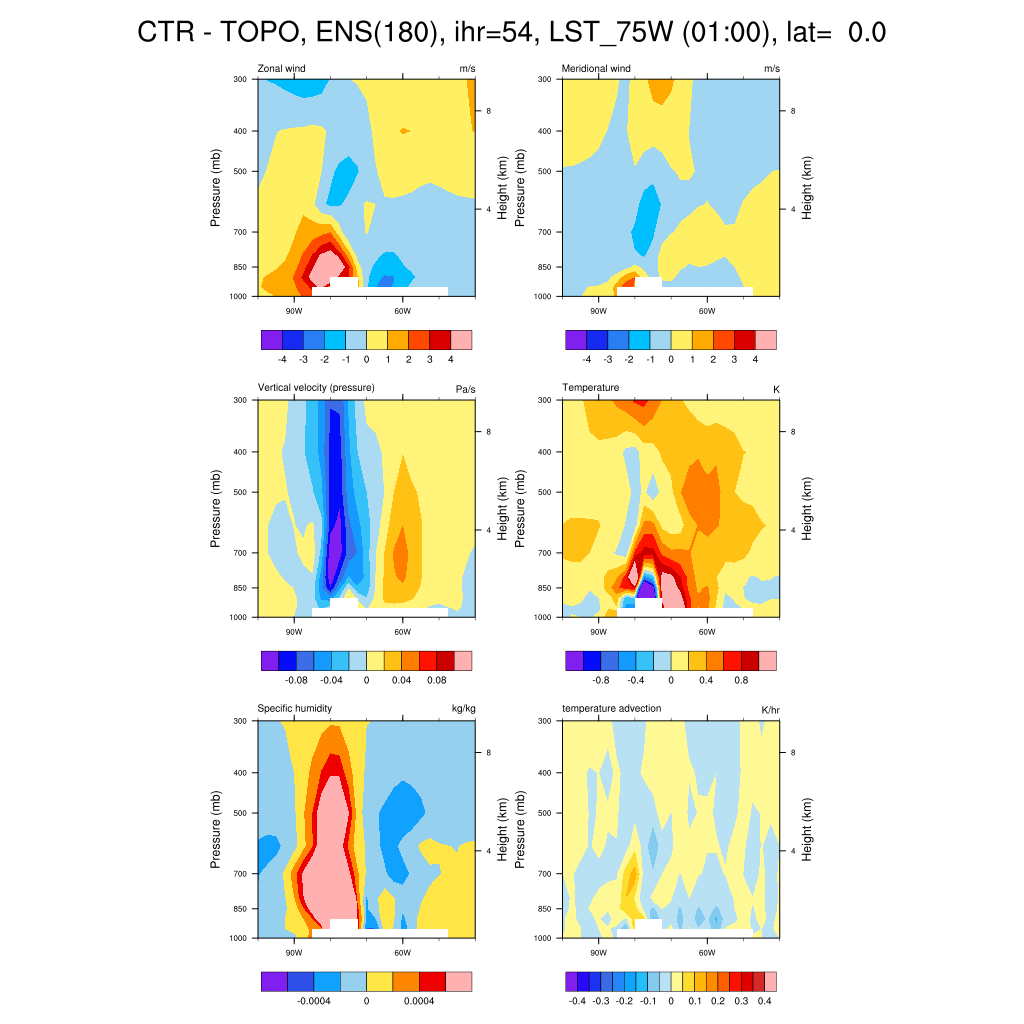 CTR - TOPO, ENS(180), ihr=54, LST_75W (01:00), lat= 0.0
Zonal wind m/s
300
400
500
700
850
1000
Pressure (mb)
8
4
Height (km)
90W 60W
-4 -3 -2 -1 0 1 2 3 4
Meridional wind m/s
300
400
500
700
850
1000
Pressure (mb)
8
4
Height (km)
90W 60W
-4 -3 -2 -1 0 1 2 3 4
Vertical velocity (pressure) Pa/s
300
400
500
700
850
1000
Pressure (mb)
8
4
Height (km)
90W 60W
-0.08 -0.04 0 0.04 0.08
Temperature K
300
400
500
700
850
1000
Pressure (mb)
8
4
Height (km)
90W 60W
-0.8 -0.4 0 0.4 0.8
Specific humidity kg/kg
300
400
500
700
850
1000
Pressure (mb)
8
4
Height (km)
90W 60W
-0.0004 0 0.0004
temperature advection K/hr
300
400
500
700
850
1000
Pressure (mb)
8
4
Height (km)
90W 60W
-0.4 -0.3 -0.2 -0.1 0 0.1 0.2 0.3 0.4